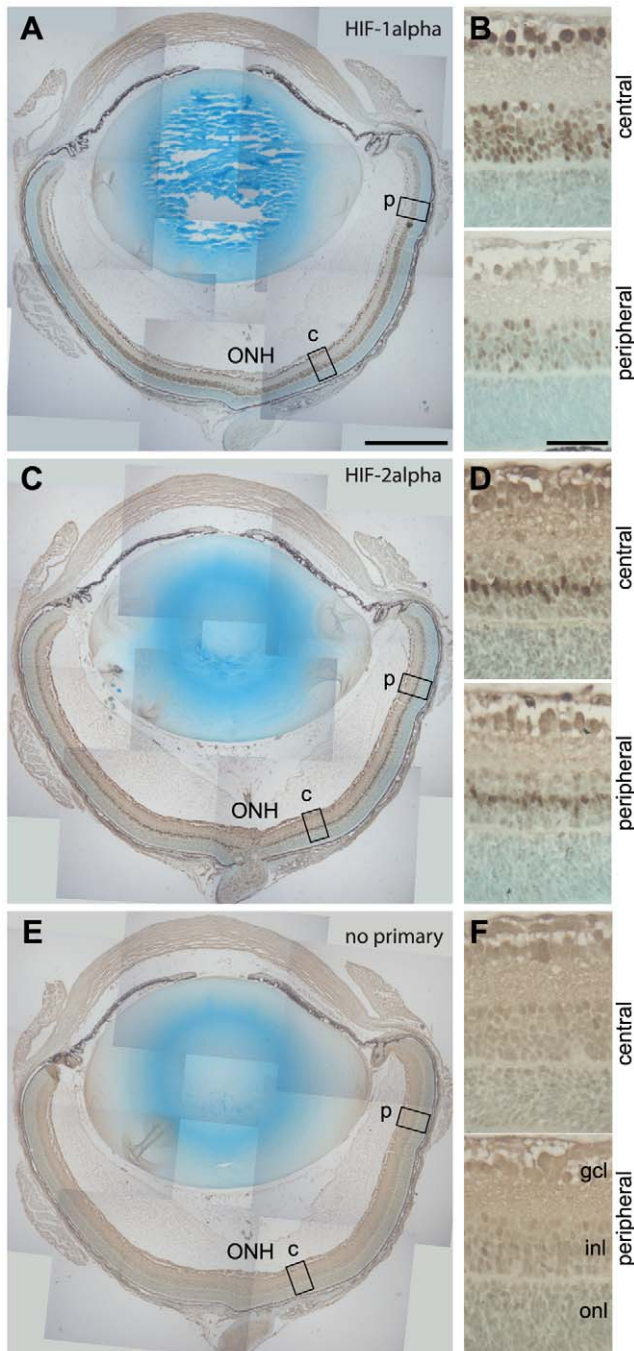 A
HIF-1alpha
p
c
ONH
B
central
peripheral
C
HIF-2alpha
p
c
ONH
D
central
peripheral
E
no primary
p
c
ONH
F
central
gcl
inl
onl
peripheral